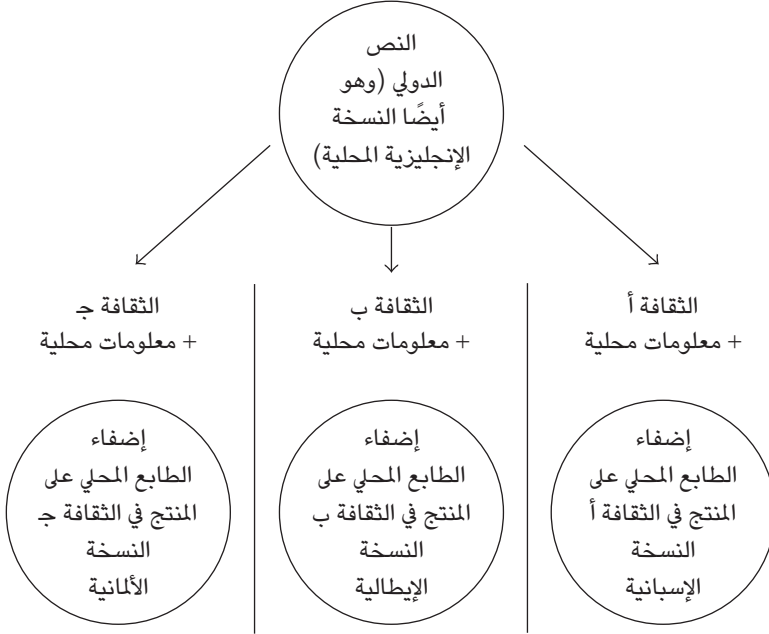 النص
الدولي (وهو
أيضًا النسخة
الإنجليزية المحلية)
الثقافة أ
+ معلومات محلية
الثقافة ب
+ معلومات محلية
الثقافة جـ
+ معلومات محلية
إضفاء
الطابع المحلي على
المنتج في الثقافة أ
النسخة
الإسبانية
إضفاء
الطابع المحلي على
المنتج في الثقافة ب
النسخة
الإيطالية
إضفاء
الطابع المحلي على
المنتج في الثقافة جـ
النسخة
الألمانية